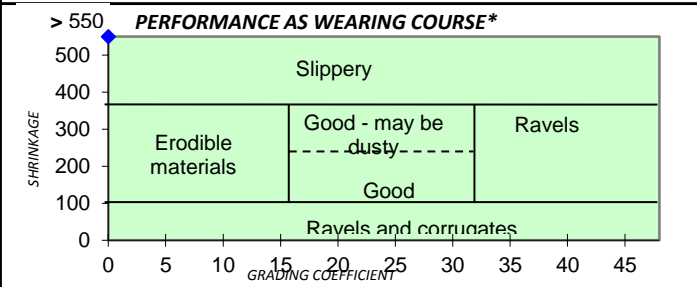 PERFORMANCE AS WEARING COURSE*
> 550
500
400
300
200
100
0
SHRINKAGE
Slippery
Erodible
materials
Good - may be
dusty
Good
Ravels
Ravels and corrugates
0 5 10 15 20 25 30 35 40 45
GRADING COEFFICIENT